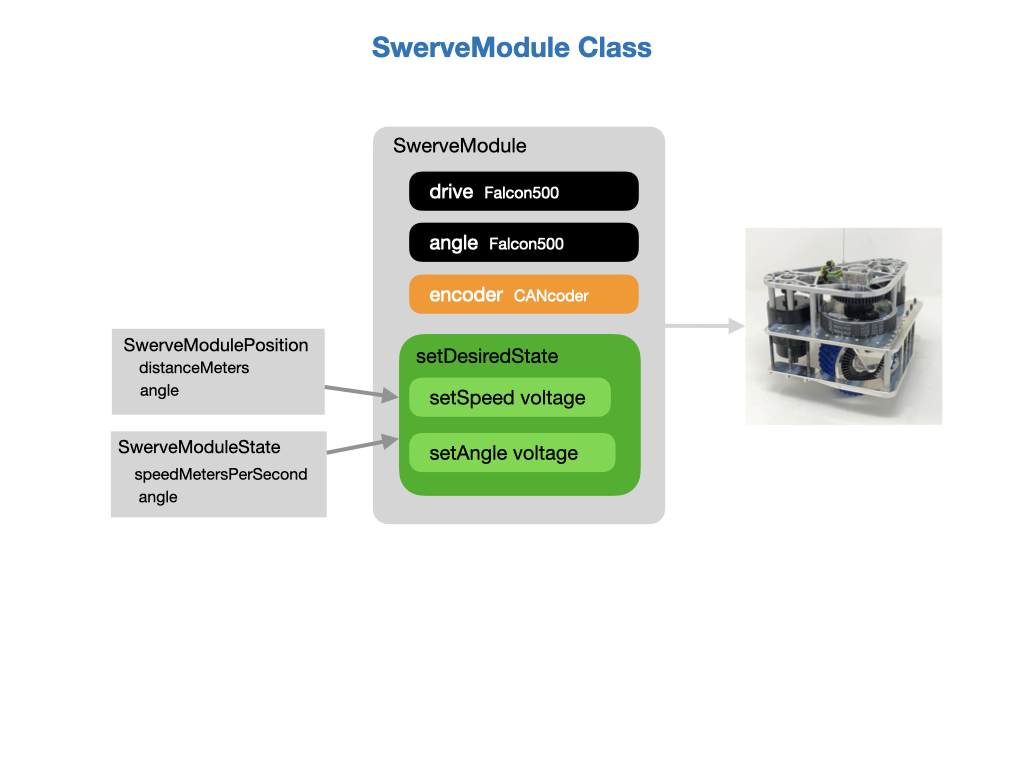 SwerveModule Class
SwerveModule
drive Falcon500
angle Falcon500
encoder CANcoder
setDesiredState
setSpeed voltage
setAngle voltage
SwerveModulePosition
distanceMeters
angle
SwerveModuleState
speedMetersPerSecond
angle